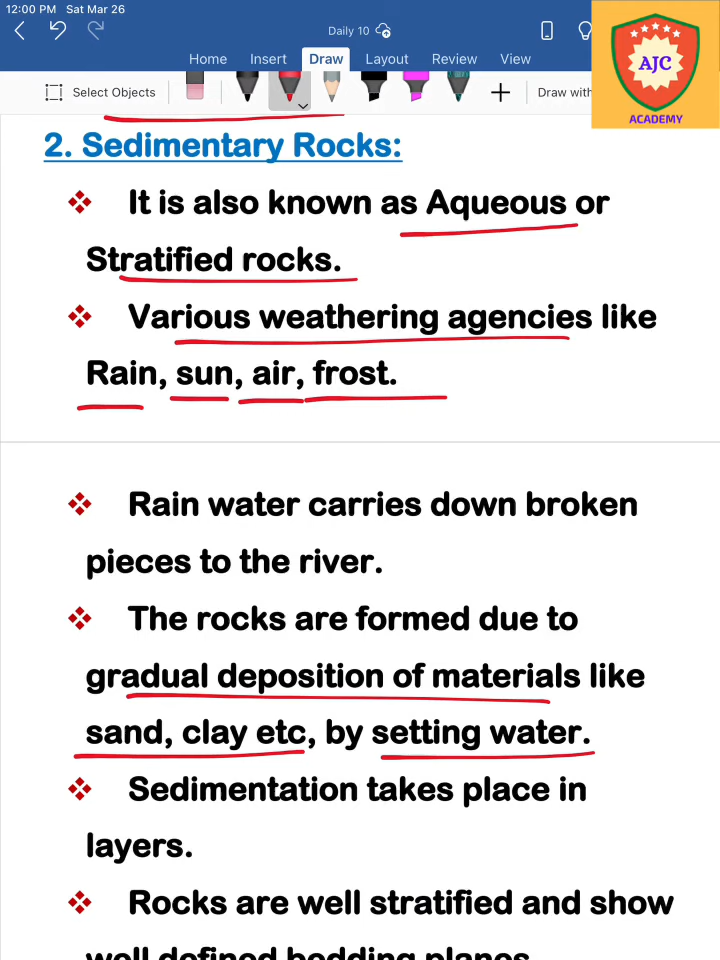 12:00 PM Sat Mar 26
Daily 10
Home Insert Draw Layout Review View
Select Objects
Draw with
AJC
ACADEMY
2. Sedimentary Rocks:
It is also known as Aqueous or
Stratified rocks.
Various weathering agencies like
Rain, sun, air, frost.
Rain water carries down broken
pieces to the river.
The rocks are formed due to
gradual deposition of materials like
sand, clay etc, by setting water.
Sedimentation takes place in
layers.
Rocks are well stratified and show
well defined bedding planes